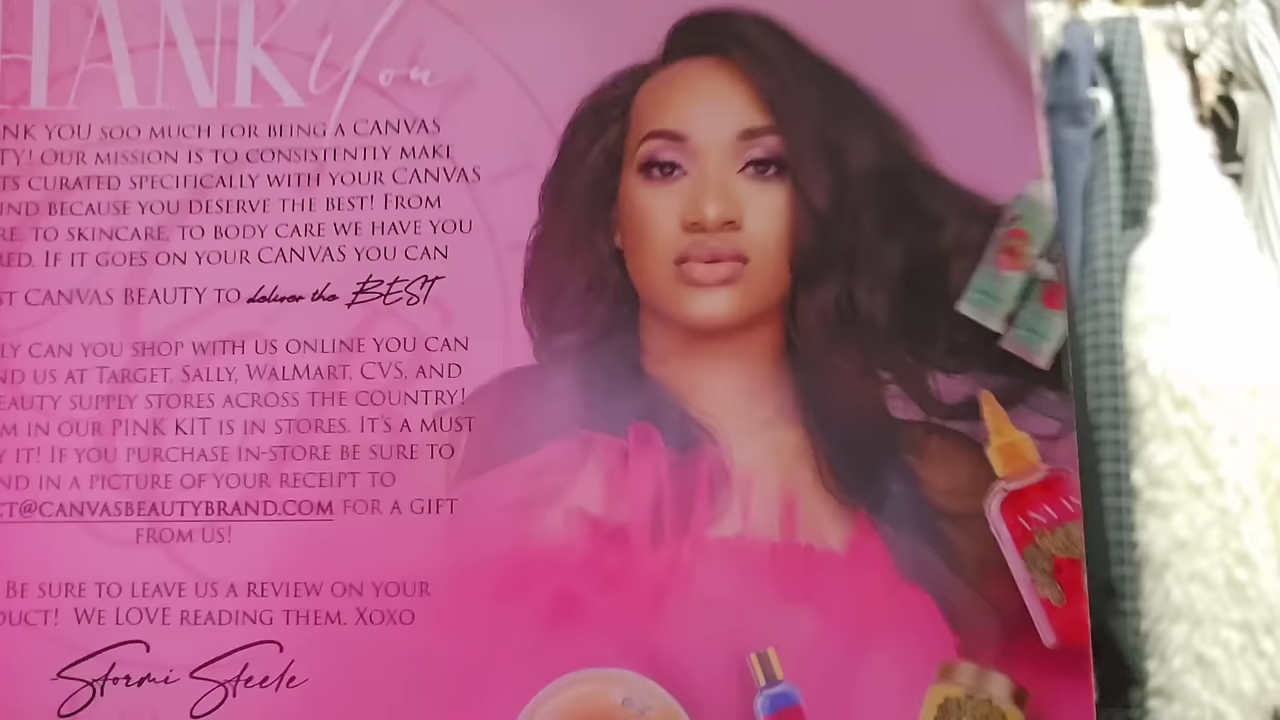 HANK You
NK YOU SOO MUCH FOR BEING A CANVAS
TY! OUR MISSION IS TO CONSISTENTLY MAKE
TS CURATED SPECIFICALLY WITH YOUR CANVAS
IND BECAUSE YOU DESERVE THE BEST! FROM
RE, TO SKINCARE, TO BODY CARE WE HAVE YOU
RED. IF IT GOES ON YOUR CANVAS YOU CAN
ST CANVAS BEAUTY TO deliver the BEST
LY CAN YOU SHOP WITH US ONLINE YOU CAN
ND US AT TARGET, SALLY, WALMART, CVS, AND
EAUTY SUPPLY STORES ACROSS THE COUNTRY!
M IN OUR PINK KIT IS IN STORES. IT'S A MUST
Y IT! IF YOU PURCHASE IN-STORE BE SURE TO
ND IN A PICTURE OF YOUR RECEIPT TO
CT@CANVASBEAUTYBRAND.COM FOR A GIFT
FROM US!
BE SURE TO LEAVE US A REVIEW ON YOUR
DUCT! WE LOVE READING THEM. XOXO
Stormi Steele